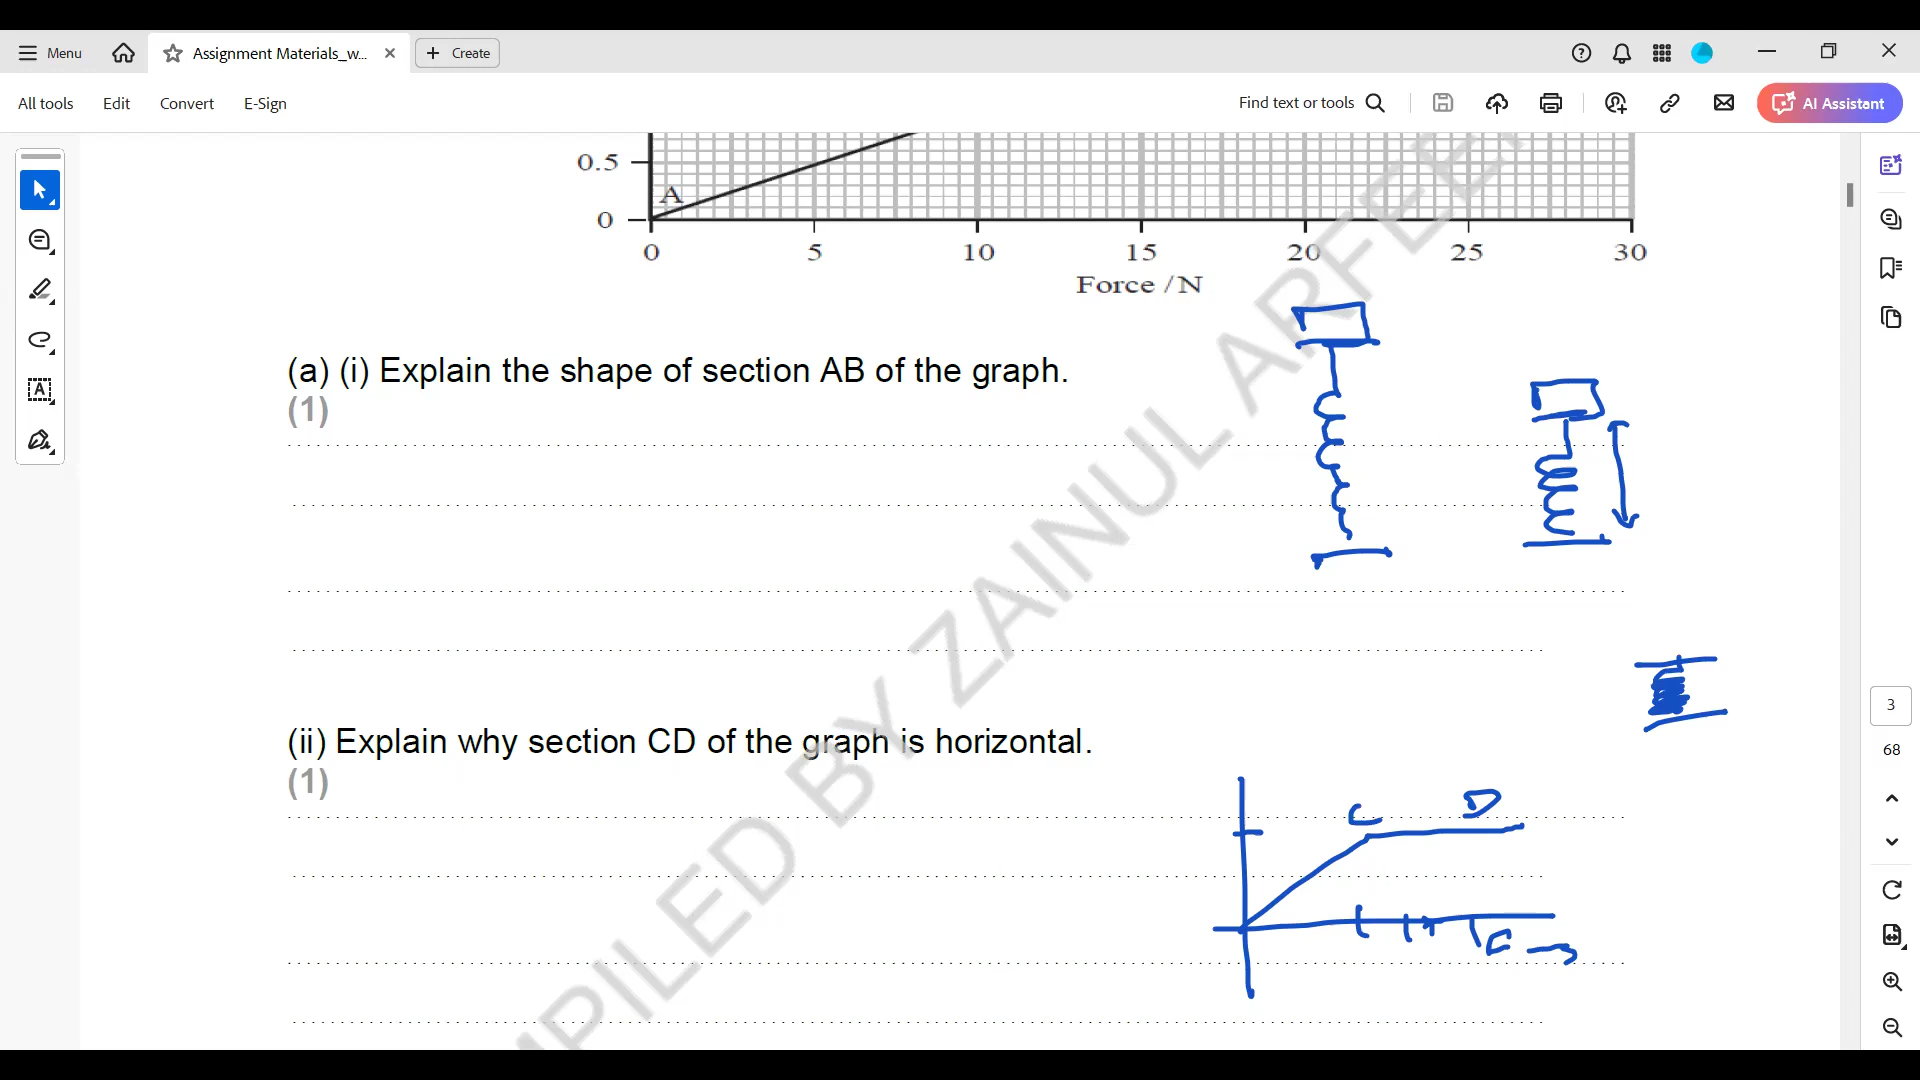 Menu
Assignment Materials_w...
Create
All tools
Edit
Convert
E-Sign
Find text or tools
AI Assistant
0.5
A
0
0 5 10 15 20 25 30
Force /N
(a) (i) Explain the shape of section AB of the graph.
(1)
(ii) Explain why section CD of the graph is horizontal.
(1)
C D
3
68
MPILED BY ZAINUL ARFEEN